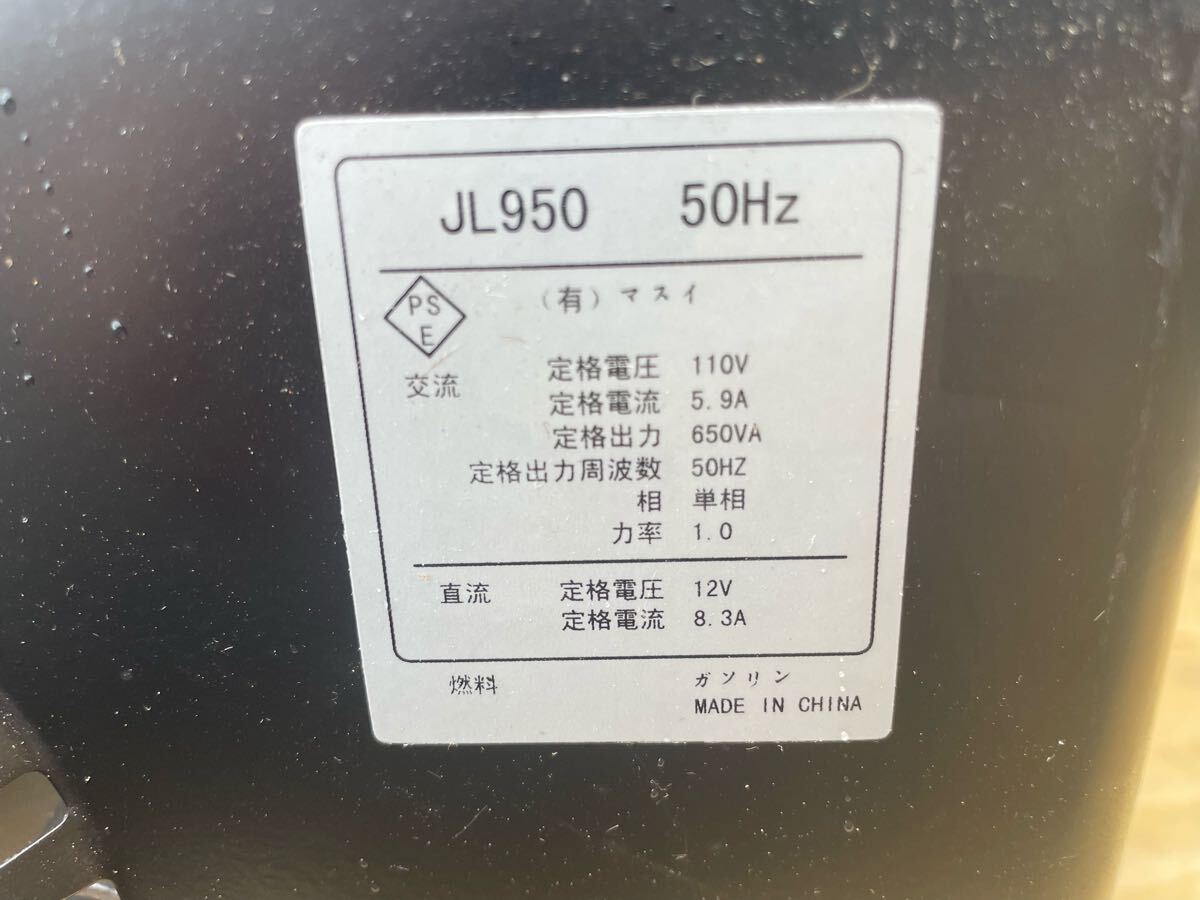 JL950 50Hz
PS
E
(有)マスイ
交流 定格電圧 110V
定格電流 5.9A
定格出力 650VA
定格出力周波数 50HZ
相 単相
力率 1.0
直流 定格電圧 12V
定格電流 8.3A
燃料 ガソリン
MADE IN CHINA